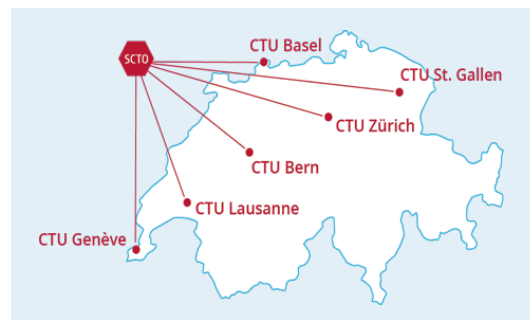 SCTO
CTU Basel
CTU St. Gallen
CTU Zürich
CTU Bern
CTU Lausanne
CTU Genève